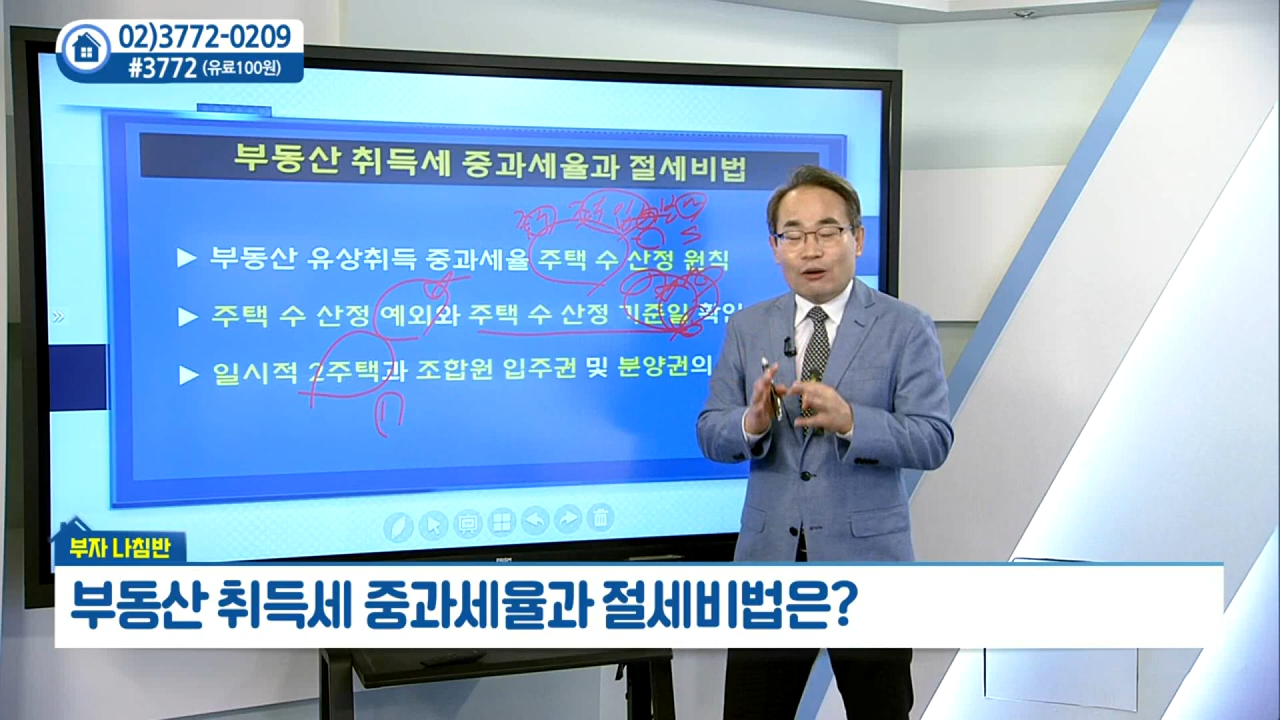 02)3772-0209
#3772 (유료100원)
부동산 취득세 중과세율과 절세비법
▶ 부동산 유상취득 중과세율 주택 수 산정 원칙
▶ 주택 수 산정 예외와 주택 수 산정 기준일 확인
▶ 일시적 2주택과 조합원 입주권 및 분양권의
부자 나침반
부동산 취득세 중과세율과 절세비법은?